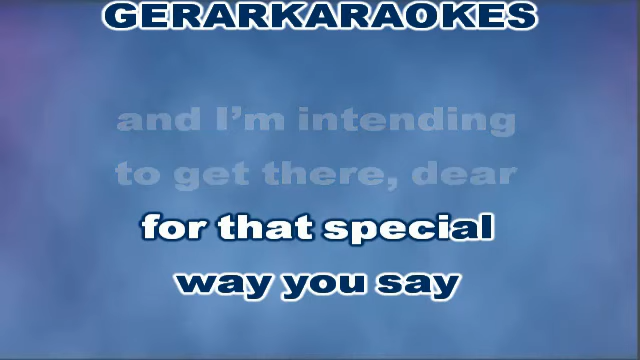 GERARKARAOKES
and I’m intending
to get there, dear
for that special
way you say